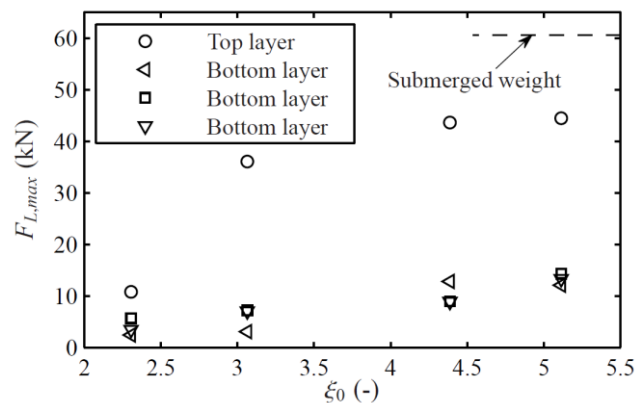 60
50
40
30
20
10
0
F_L,max (kN)
Top layer
Bottom layer
Bottom layer
Bottom layer
Submerged weight
2 2.5 3 3.5 4 4.5 5 5.5
ξ0 (-)